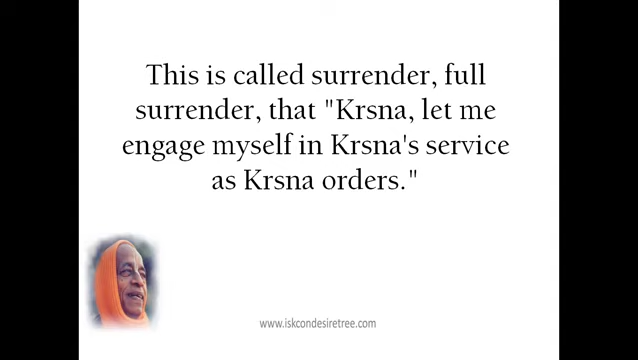 This is called surrender, full
surrender, that "Krsna, let me
engage myself in Krsna's service
as Krsna orders."
www.iskcondesiretree.com